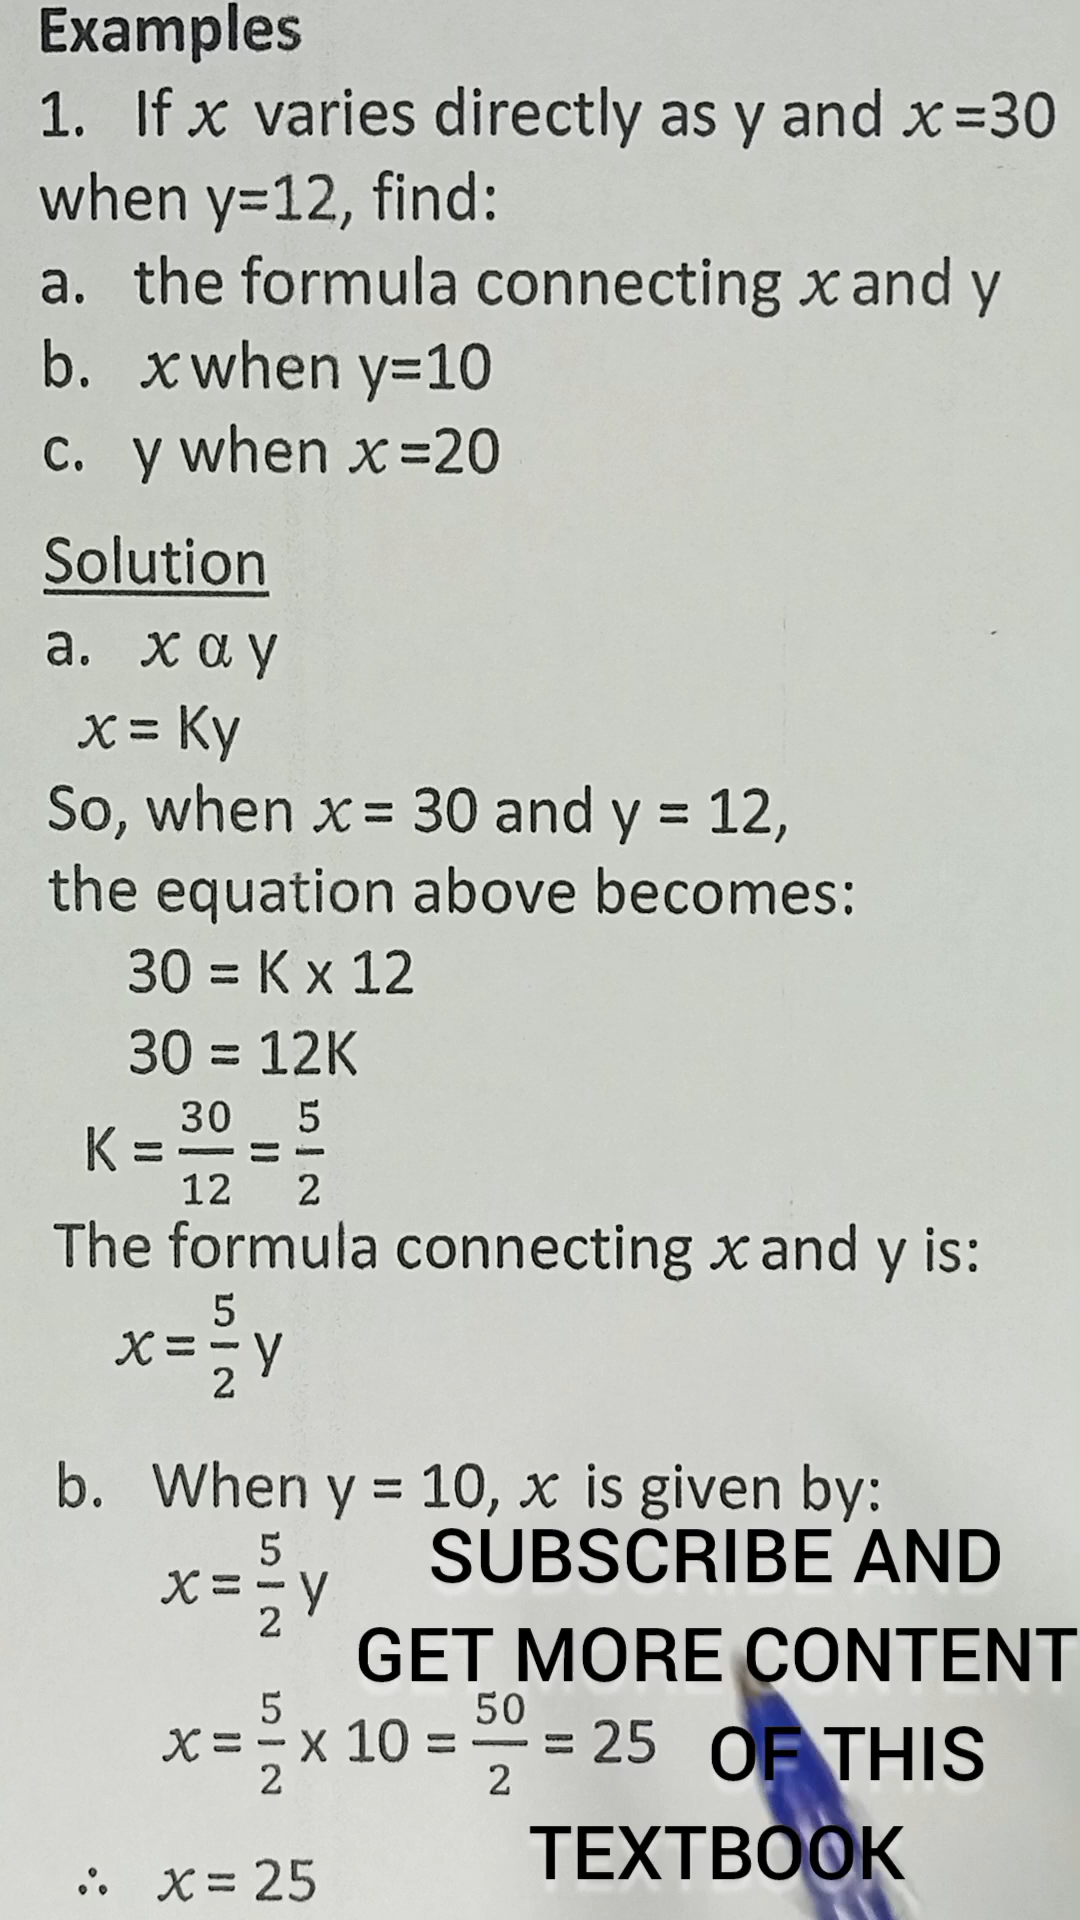 Examples
1. If x varies directly as y and x=30
when y=12, find:
a. the formula connecting x and y
b. x when y=10
c. y when x=20
Solution
a. x α y
x = Ky
So, when x = 30 and y = 12,
the equation above becomes:
30 = K x 12
30 = 12K
K = 30/12 = 5/2
The formula connecting x and y is:
x = 5/2 y
b. When y = 10, x is given by:
x = 5/2 y
x = 5/2 x 10 = 50/2 = 25
∴ x = 25
SUBSCRIBE AND
GET MORE CONTENT
OF THIS
TEXTBOOK